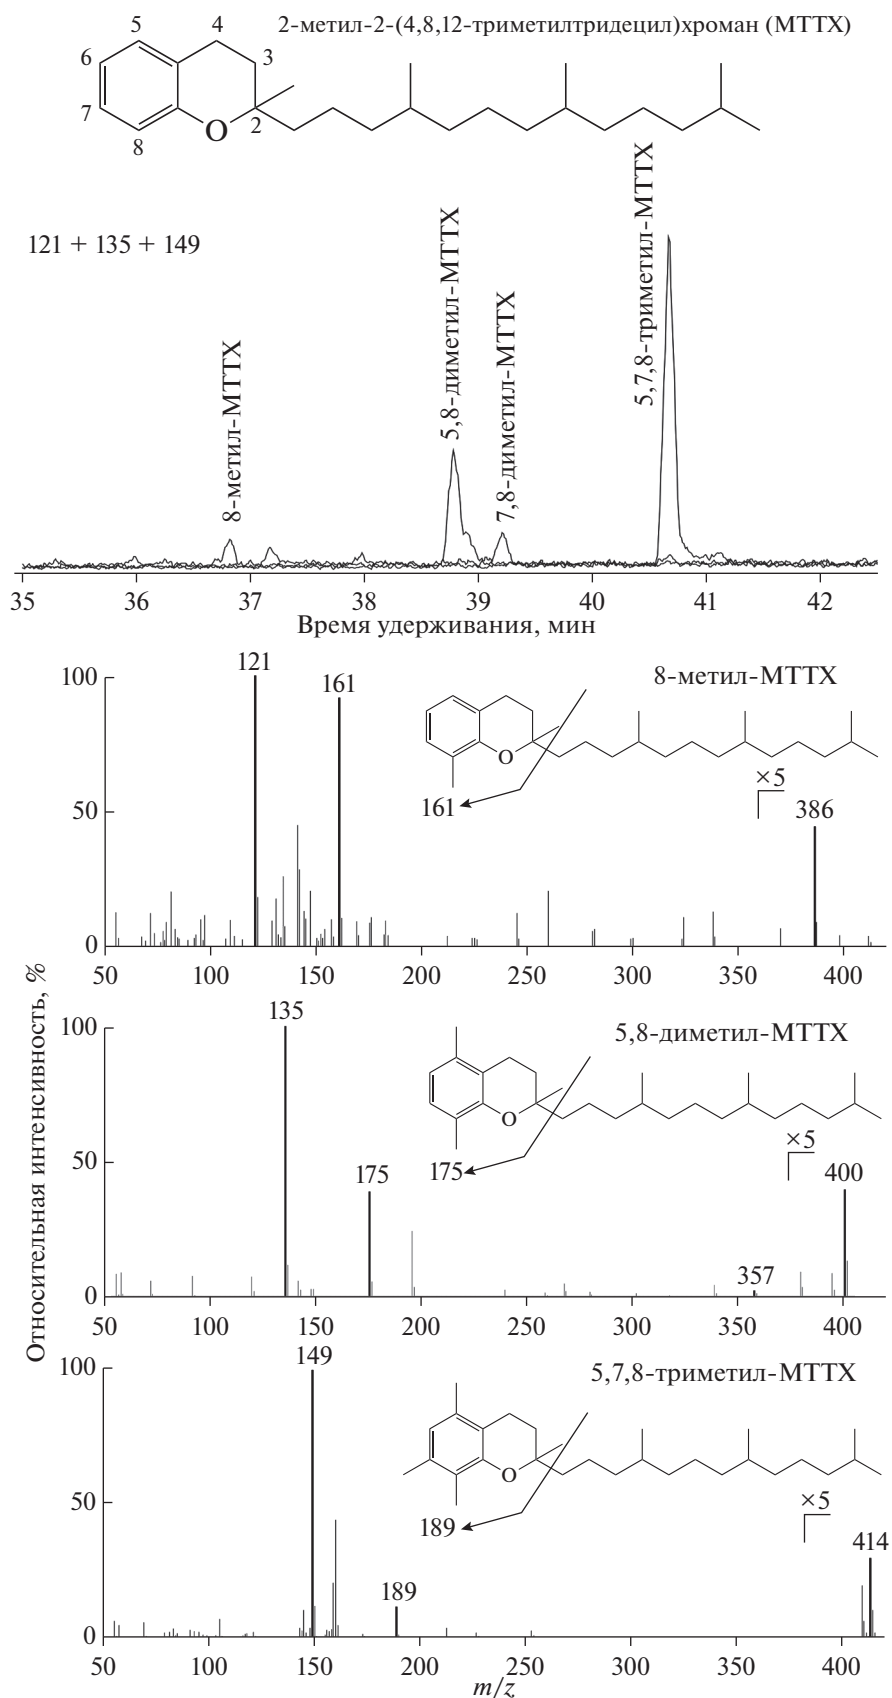 2-метил-2-(4,8,12-триметилтридецил)хроман (МТТХ)
5
4
6
3
7
2
8
O
121 + 135 + 149
8-метил-МТТХ
5,8-диметил-МТТХ
7,8-диметил-МТТХ
5,7,8-триметил-МТТХ
35 36 37 38 39 40 41 42
Время удерживания, мин
Относительная интенсивность, %
8-метил-МТТХ
100
50
0
121
161
O
161
×5
386
50 100 150 200 250 300 350 400
5,8-диметил-МТТХ
100
50
0
135
175
O
175
×5
357
400
50 100 150 200 250 300 350 400
5,7,8-триметил-МТТХ
100
50
0
149
189
O
189
×5
414
50 100 150 200 250 300 350 400
m/z